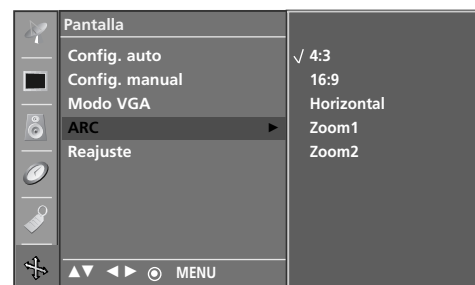 Pantalla
Config. auto
Config. manual
Modo VGA
ARC ►
Reajuste
▲▼ ◄► ⦿ MENU
√ 4:3
16:9
Horizontal
Zoom1
Zoom2